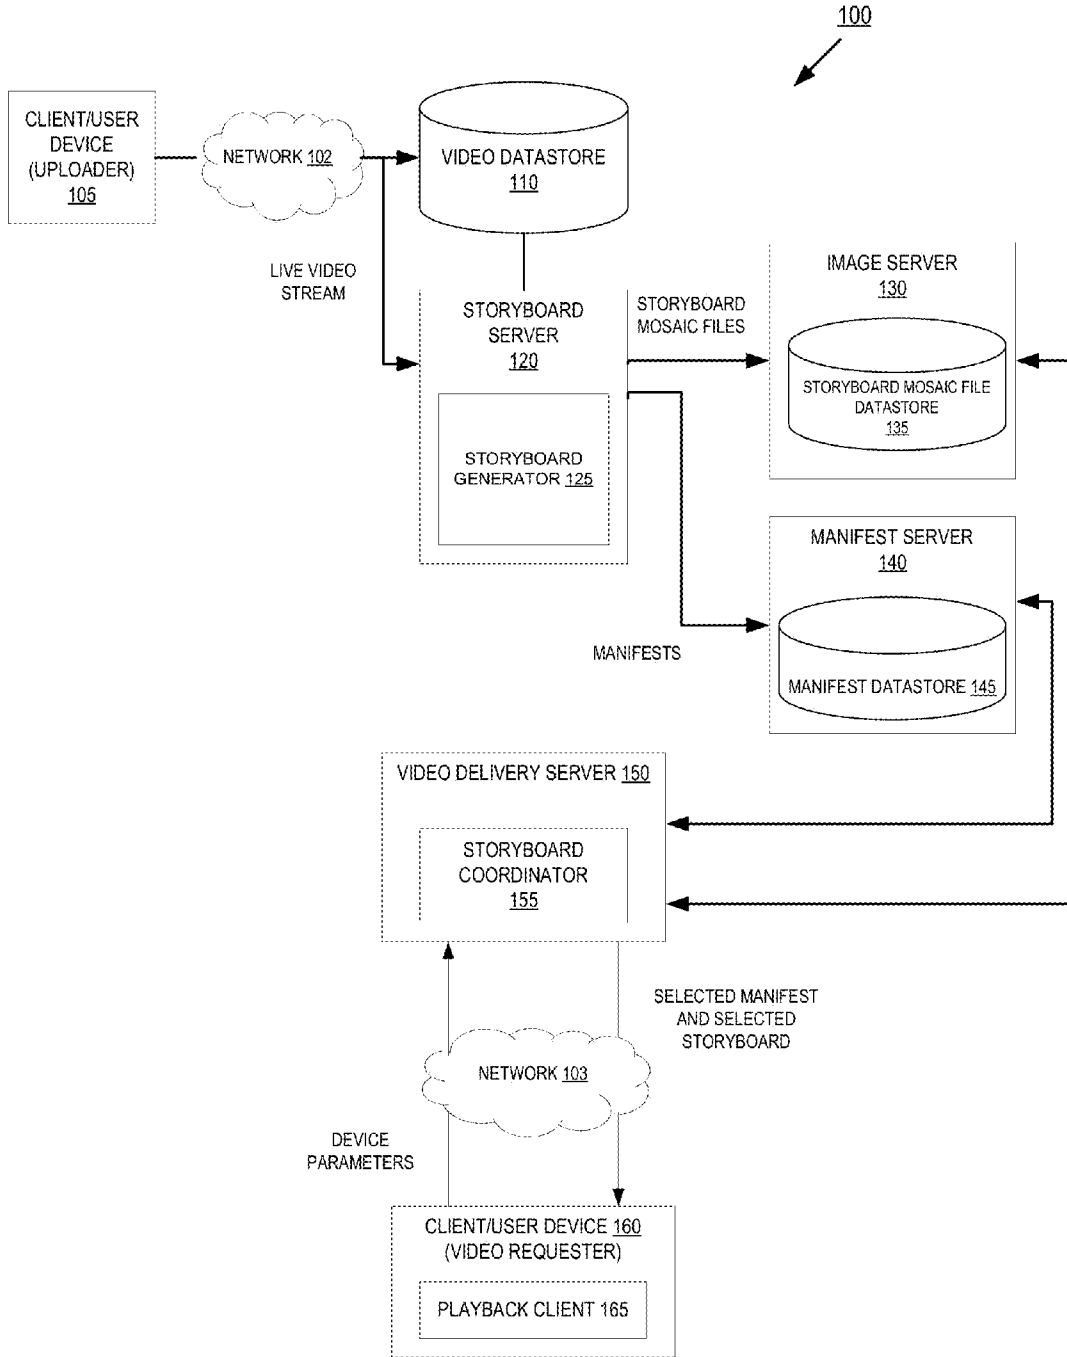 100
CLIENT/USER
DEVICE
(UPLOADER)
105
NETWORK 102
VIDEO DATASTORE
110
LIVE VIDEO
STREAM
STORYBOARD
SERVER
120
STORYBOARD
GENERATOR 125
STORYBOARD
MOSAIC FILES
IMAGE SERVER
130
STORYBOARD MOSAIC FILE
DATASTORE
135
MANIFEST SERVER
140
MANIFEST DATASTORE 145
MANIFESTS
VIDEO DELIVERY SERVER 150
STORYBOARD
COORDINATOR
155
SELECTED MANIFEST
AND SELECTED
STORYBOARD
NETWORK 103
DEVICE
PARAMETERS
CLIENT/USER DEVICE 160
(VIDEO REQUESTER)
PLAYBACK CLIENT 165